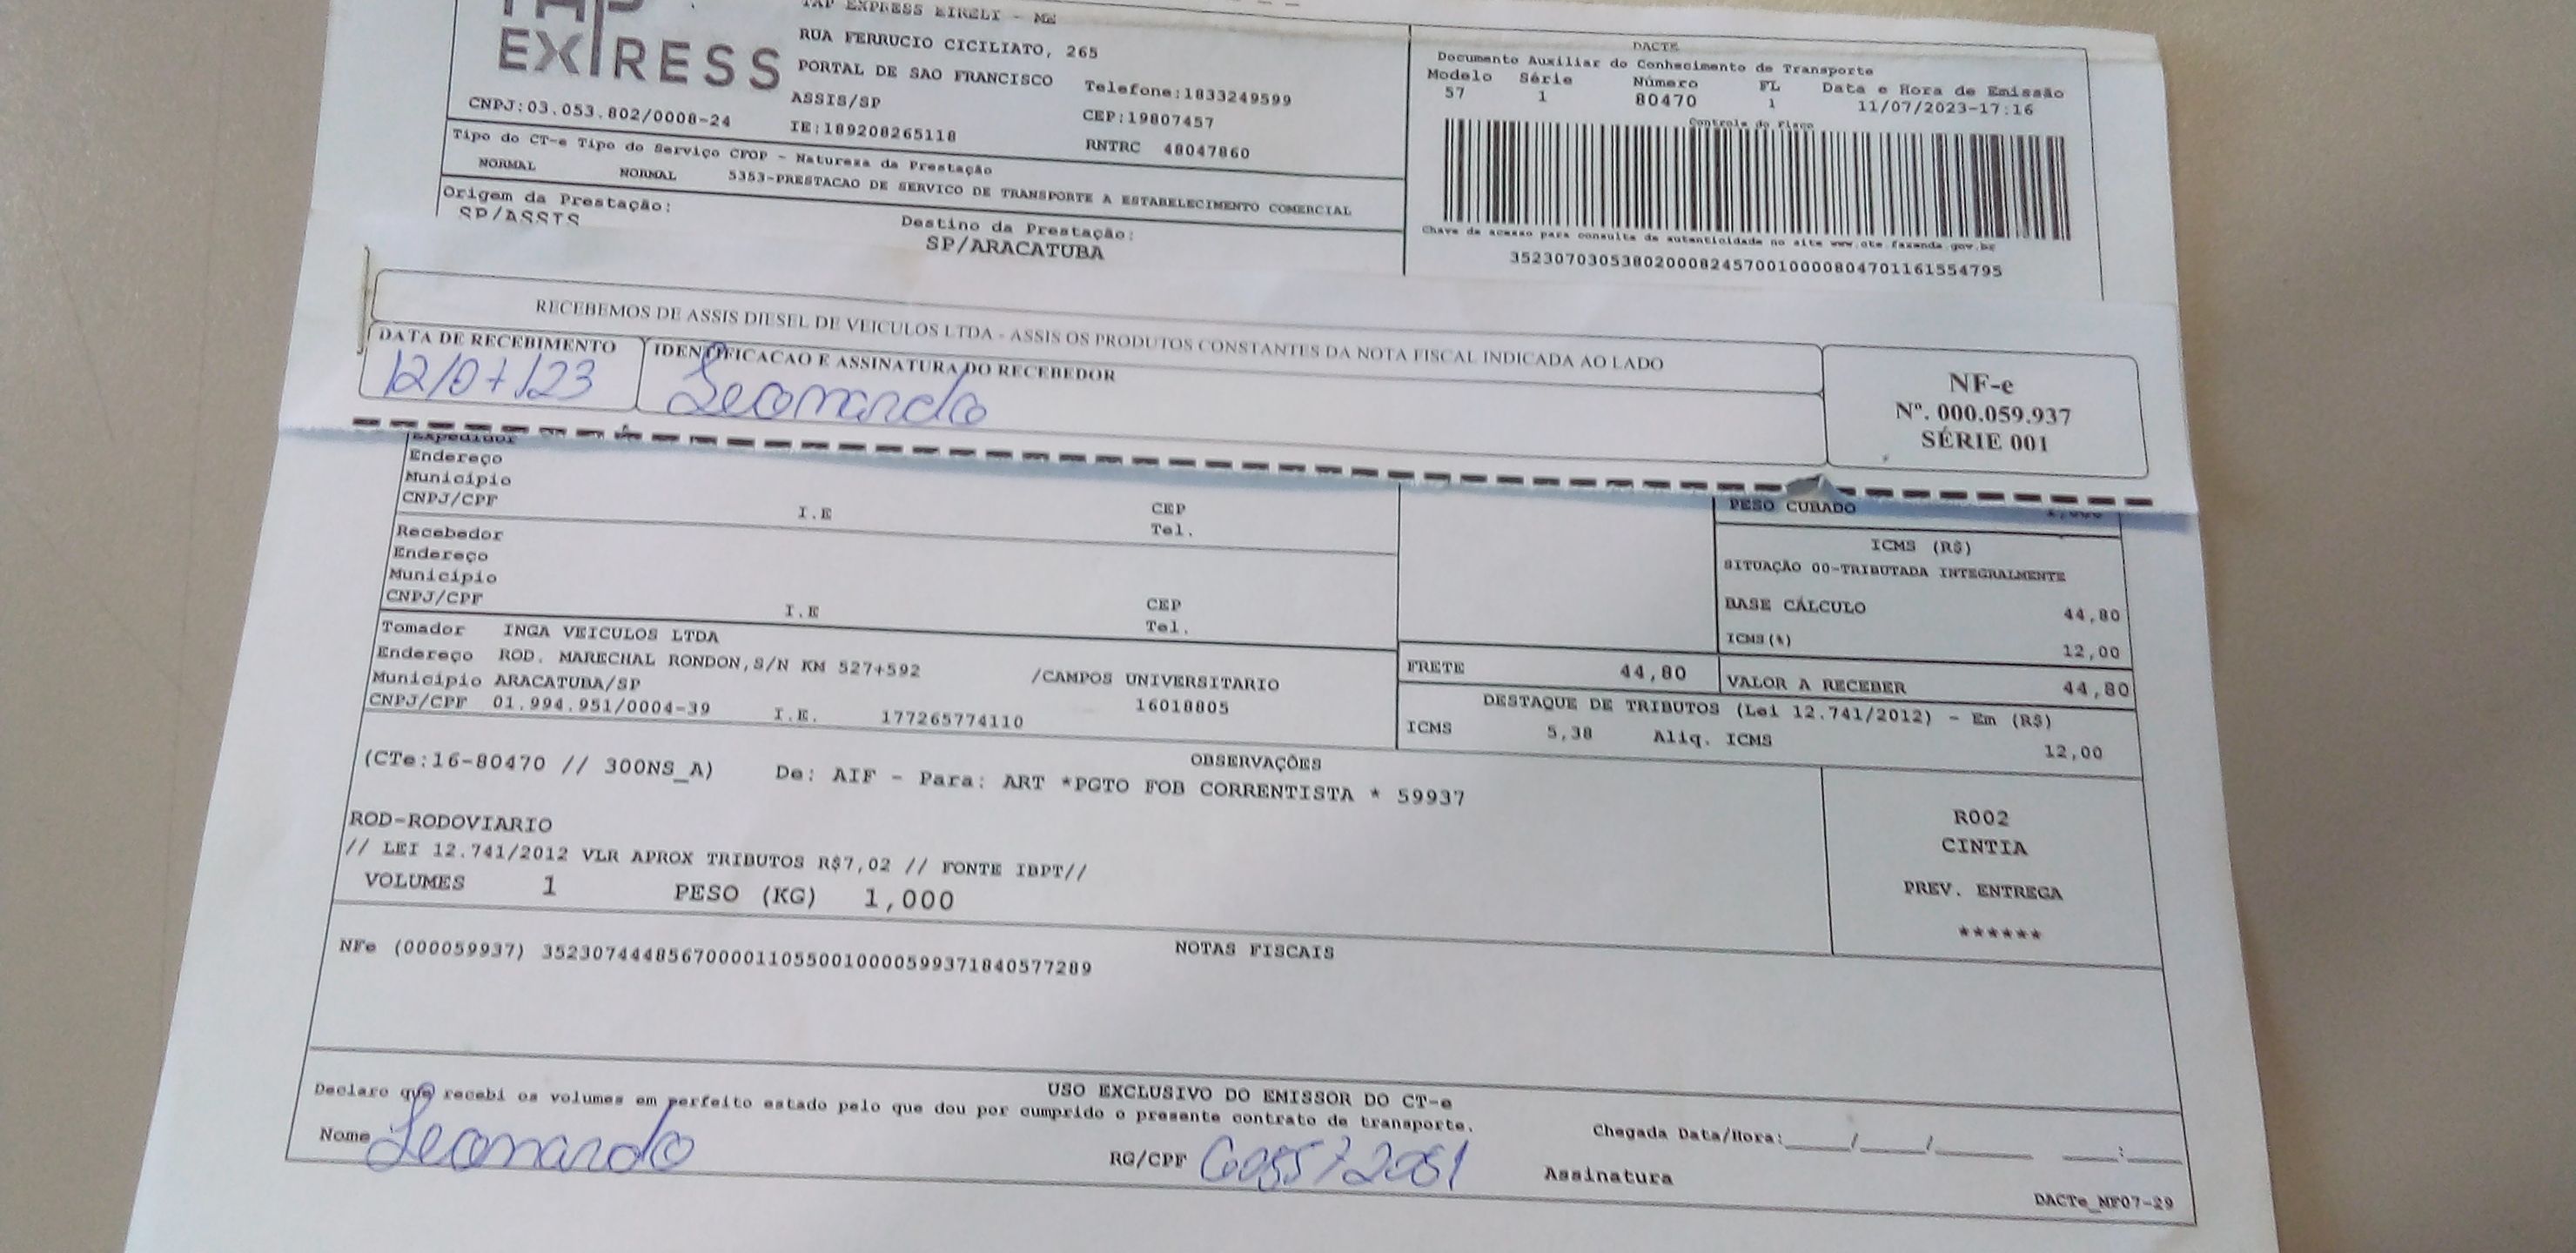 TAP
EXPRESS
TAP EXPRESS EIRELI - ME
RUA FERRUCIO CICILIATO, 265
PORTAL DE SAO FRANCISCO
Telefone:1833249599
ASSIS/SP
CEP:19807457
CNPJ:03.053.802/0008-24
IE:189208265118
RNTRC 48047860
DACTE
Documento Auxiliar do Conhecimento de Transporte
Modelo Série Número FL Data e Hora de Emissão
57 1 80470 1 11/07/2023-17:16
Controle do Fisco
Chave de acesso para consulta de autenticidade no site www.cte.fazenda.gov.br
35230703053802000824570010000804701161554795
Tipo do CT-e Tipo do Serviço CFOP - Natureza da Prestação
NORMAL NORMAL 5353-PRESTACAO DE SERVICO DE TRANSPORTE A ESTABELECIMENTO COMERCIAL
Origem da Prestação:
SP/ASSIS
Destino da Prestação:
SP/ARACATUBA
RECEBEMOS DE ASSIS DIESEL DE VEICULOS LTDA - ASSIS OS PRODUTOS CONSTANTES DA NOTA FISCAL INDICADA AO LADO
DATA DE RECEBIMENTO
12/07/23
IDENTIFICACAO E ASSINATURA DO RECEBEDOR
Leonardo
NF-e
Nº. 000.059.937
SÉRIE 001
Expedidor
Endereço
Município
CNPJ/CPF I.E CEP
Tel.
Recebedor
Endereço
Município
CNPJ/CPF I.E CEP
Tel.
PESO CUBADO
ICMS (R$)
SITUAÇÃO 00-TRIBUTADA INTEGRALMENTE
BASE CÁLCULO 44,80
ICMS(%) 12,00
Tomador INGA VEICULOS LTDA
Endereço ROD. MARECHAL RONDON,S/N KM 527+592 /CAMPOS UNIVERSITARIO
Município ARACATUBA/SP 16018805
CNPJ/CPF 01.994.951/0004-39 I.E. 177265774110
FRETE 44,80 VALOR A RECEBER 44,80
DESTAQUE DE TRIBUTOS (Lei 12.741/2012) - Em (R$)
ICMS 5,38 Aliq. ICMS 12,00
OBSERVAÇÕES
(CTe:16-80470 // 300NS_A) De: AIF - Para: ART *PGTO FOB CORRENTISTA * 59937
ROD-RODOVIARIO
// LEI 12.741/2012 VLR APROX TRIBUTOS R$7,02 // FONTE IBPT//
VOLUMES 1 PESO (KG) 1,000
R002
CINTIA
PREV. ENTREGA
******
NOTAS FISCAIS
NFe (000059937) 35230744485670000110550010000599371840577289
USO EXCLUSIVO DO EMISSOR DO CT-e
Declaro que recebi os volumes em perfeito estado pelo que dou por cumprido o presente contrato de transporte.
Nome Leonardo
RG/CPF
Chegada Data/Hora:_____/_____/_______ ____:____
Assinatura
DACTe_NF07-29